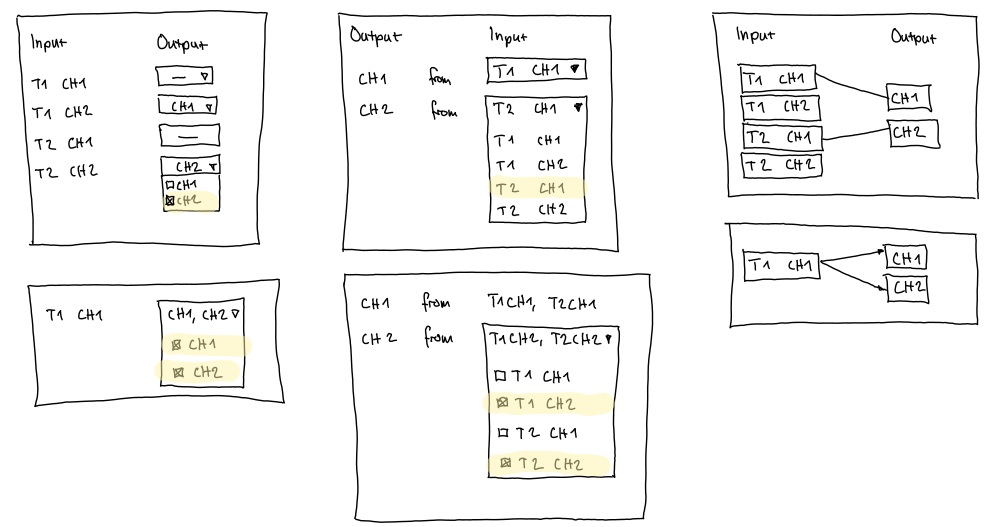 Input Output
T1 CH1 —
T1 CH2 CH1
T2 CH1 —
T2 CH2 CH2
CH1
CH2
Output Input
CH1 from T1 CH1
CH2 from T2 CH1
T1 CH1
T1 CH2
T2 CH1
T2 CH2
Input Output
T1 CH1
T1 CH2
T2 CH1
T2 CH2
CH1
CH2
T1 CH1
CH1
CH2
T1 CH1 CH1, CH2
CH1
CH2
CH1 from T1CH1, T2CH1
CH2 from T1CH2, T2CH2
T1 CH1
T1 CH2
T2 CH1
T2 CH2